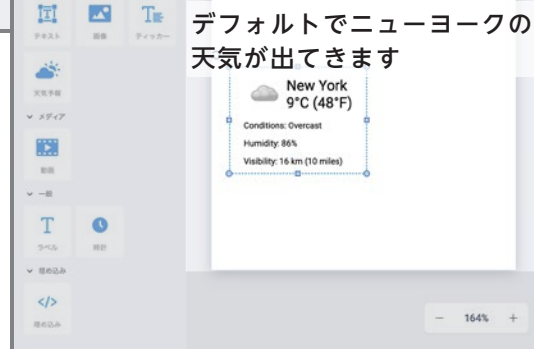 デフォルトでニューヨークの
天気が出てきます
テキスト
画像
ティッカー
天気予報
メディア
動画
一般
ラベル
時計
埋め込み
</>
埋め込み
New York
9°C (48°F)
Conditions: Overcast
Humidity: 86%
Visibility: 16 km (10 miles)
− 164% +